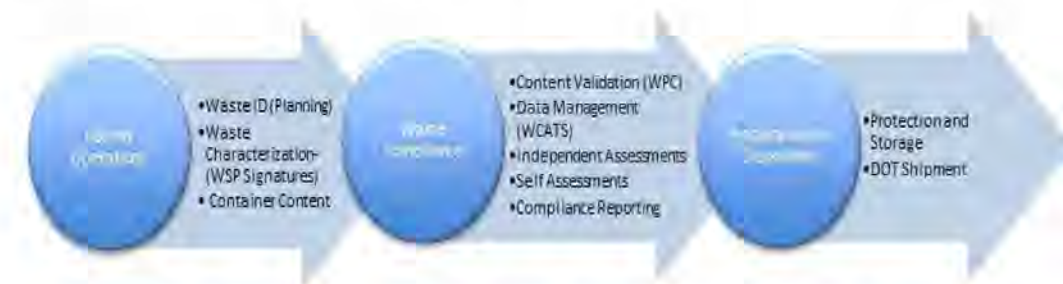 •Waste ID (Planning)
•Waste
Characterization-
(WSP Signatures)
• Container Content
Waste
Compliance
•Content Validation (WPC)
•Data Management
(WCATS)
•Independent Assessments
•Self Assessments
•Compliance Reporting
•Protection and
Storage
•DOT Shipment